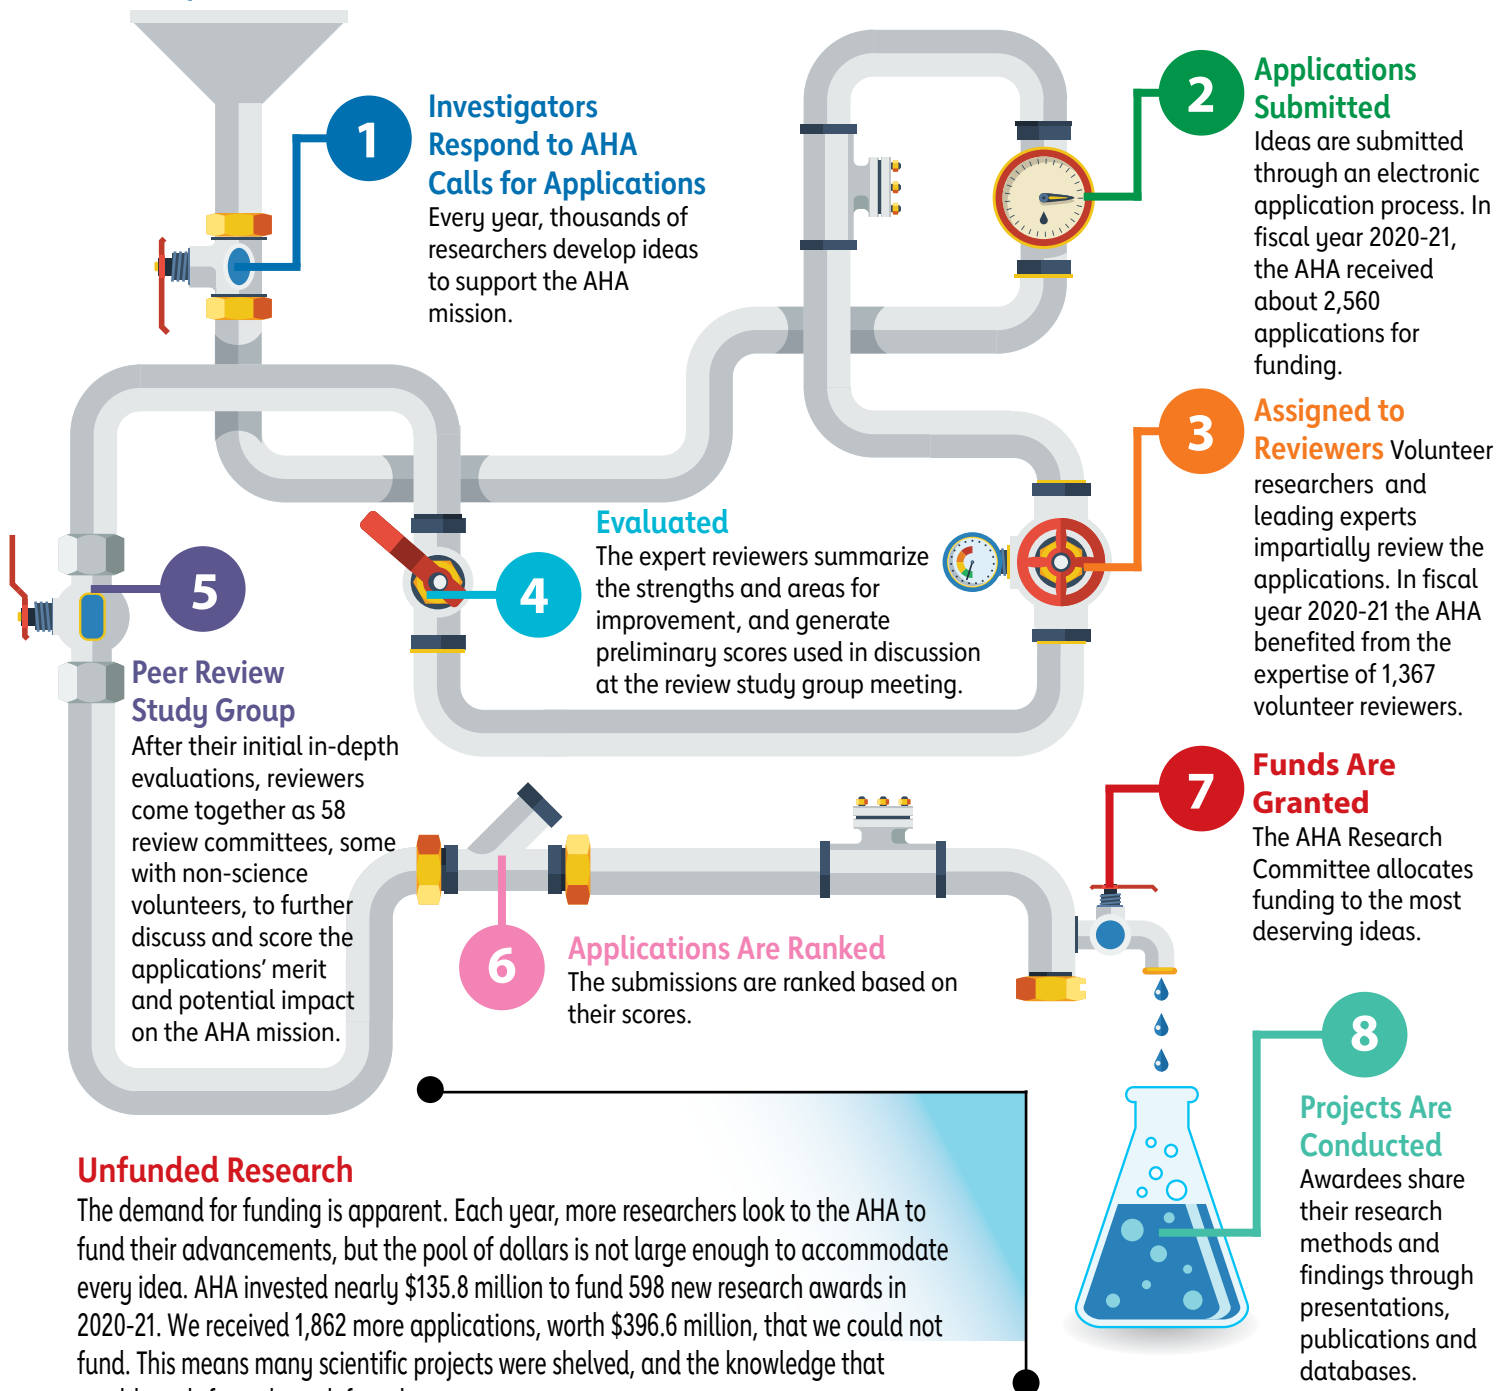 1
Investigators
Respond to AHA
Calls for Applications
Every year, thousands of
researchers develop ideas
to support the AHA
mission.
2
Applications
Submitted
Ideas are submitted
through an electronic
application process. In
fiscal year 2020-21,
the AHA received
about 2,560
applications for
funding.
3
Assigned to
Reviewers Volunteer
researchers and
leading experts
impartially review the
applications. In fiscal
year 2020-21 the AHA
benefited from the
expertise of 1,367
volunteer reviewers.
4
Evaluated
The expert reviewers summarize
the strengths and areas for
improvement, and generate
preliminary scores used in discussion
at the review study group meeting.
5
Peer Review
Study Group
After their initial in-depth
evaluations, reviewers
come together as 58
review committees, some
with non-science
volunteers, to further
discuss and score the
applications’ merit
and potential impact
on the AHA mission.
6
Applications Are Ranked
The submissions are ranked based on
their scores.
7
Funds Are
Granted
The AHA Research
Committee allocates
funding to the most
deserving ideas.
8
Projects Are
Conducted
Awardees share
their research
methods and
findings through
presentations,
publications and
databases.
Unfunded Research
The demand for funding is apparent. Each year, more researchers look to the AHA to
fund their advancements, but the pool of dollars is not large enough to accommodate
every idea. AHA invested nearly $135.8 million to fund 598 new research awards in
2020-21. We received 1,862 more applications, worth $396.6 million, that we could not
fund. This means many scientific projects were shelved, and the knowledge that